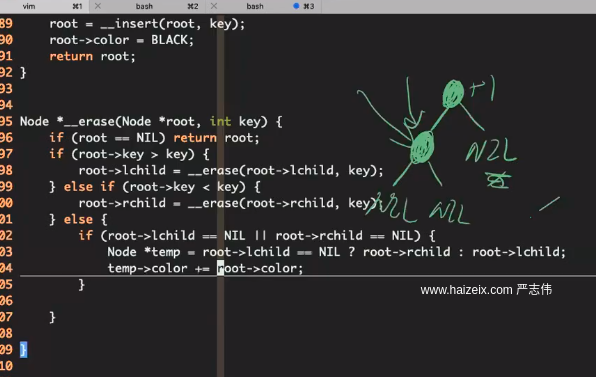 vim ⌘1 × bash ⌘2 × bash ⌘3
89 root = __insert(root, key);
90 root->color = BLACK;
91 return root;
92 }
93
94
95 Node *__erase(Node *root, int key) {
96 if (root == NIL) return root;
97 if (root->key > key) {
98 root->lchild = __erase(root->lchild, key);
99 } else if (root->key < key) {
00 root->rchild = __erase(root->rchild, key);
01 } else {
02 if (root->lchild == NIL || root->rchild == NIL) {
03 Node *temp = root->lchild == NIL ? root->rchild : root->lchild;
04 temp->color += root->color;
05 }
06
07 }
08
09 }
10
+1
NIL
NIL NIL
www.haizeix.com 严志伟